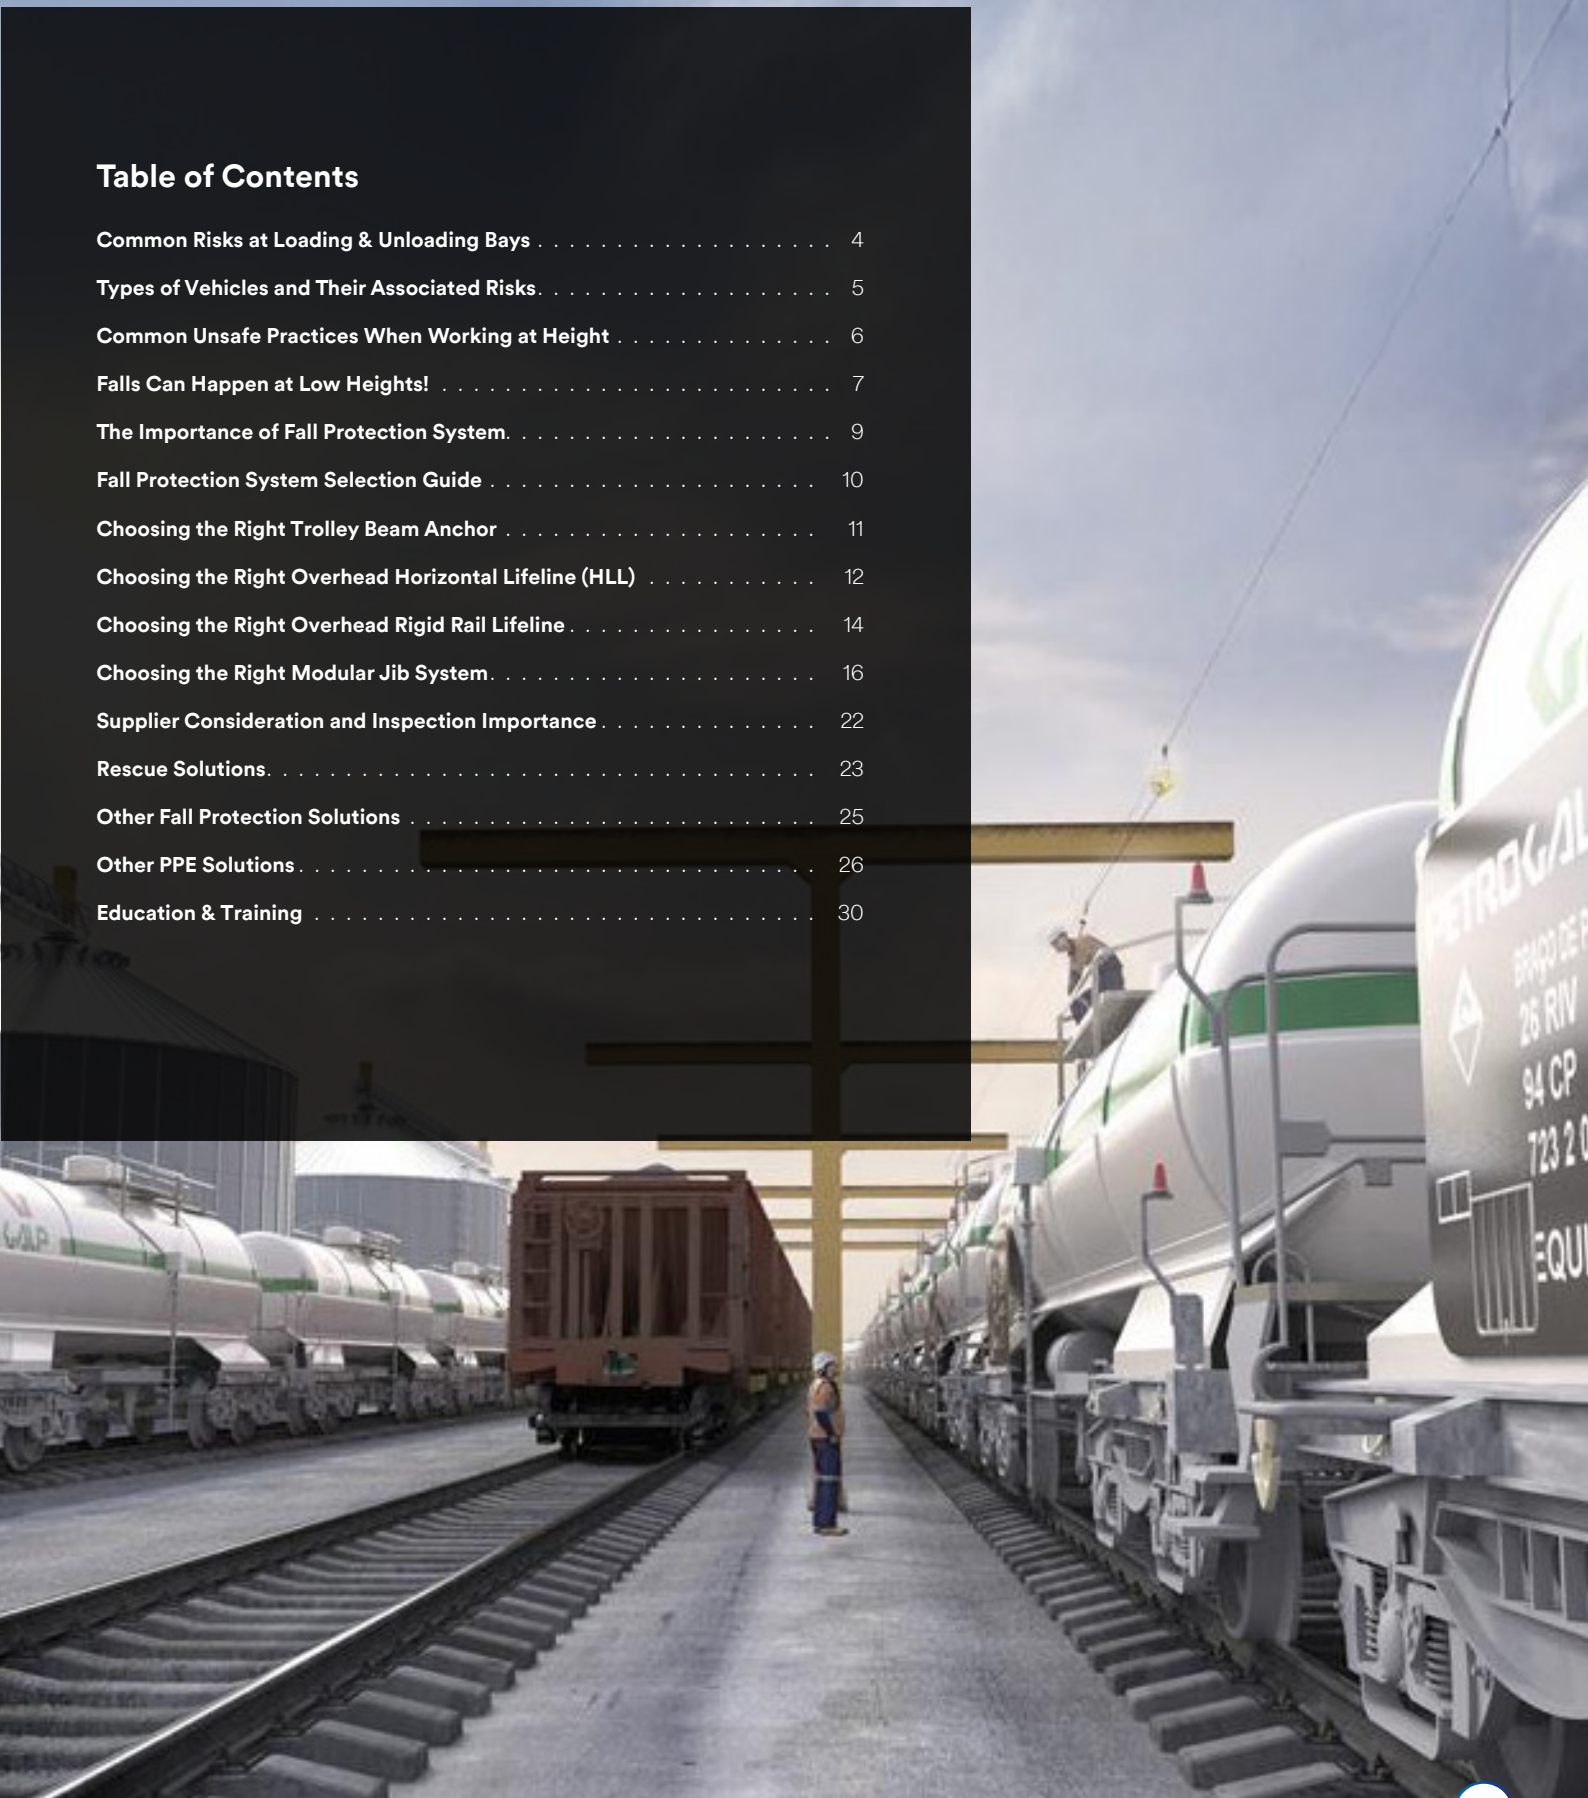 Table of Contents
Common Risks at Loading & Unloading Bays . . . . . . . . . . . . . . . . . . . 4
Types of Vehicles and Their Associated Risks. . . . . . . . . . . . . . . . . . . 5
Common Unsafe Practices When Working at Height . . . . . . . . . . . . . . 6
Falls Can Happen at Low Heights! . . . . . . . . . . . . . . . . . . . . . . . . . 7
The Importance of Fall Protection System. . . . . . . . . . . . . . . . . . . . . 9
Fall Protection System Selection Guide . . . . . . . . . . . . . . . . . . . . . 10
Choosing the Right Trolley Beam Anchor . . . . . . . . . . . . . . . . . . . . 11
Choosing the Right Overhead Horizontal Lifeline (HLL) . . . . . . . . . . . 12
Choosing the Right Overhead Rigid Rail Lifeline . . . . . . . . . . . . . . . . 14
Choosing the Right Modular Jib System. . . . . . . . . . . . . . . . . . . . . 16
Supplier Consideration and Inspection Importance . . . . . . . . . . . . . . 22
Rescue Solutions. . . . . . . . . . . . . . . . . . . . . . . . . . . . . . . . . . . 23
Other Fall Protection Solutions . . . . . . . . . . . . . . . . . . . . . . . . . . 25
Other PPE Solutions . . . . . . . . . . . . . . . . . . . . . . . . . . . . . . . . . 26
Education & Training . . . . . . . . . . . . . . . . . . . . . . . . . . . . . . . . 30
26 RIV
94 CP
723 2